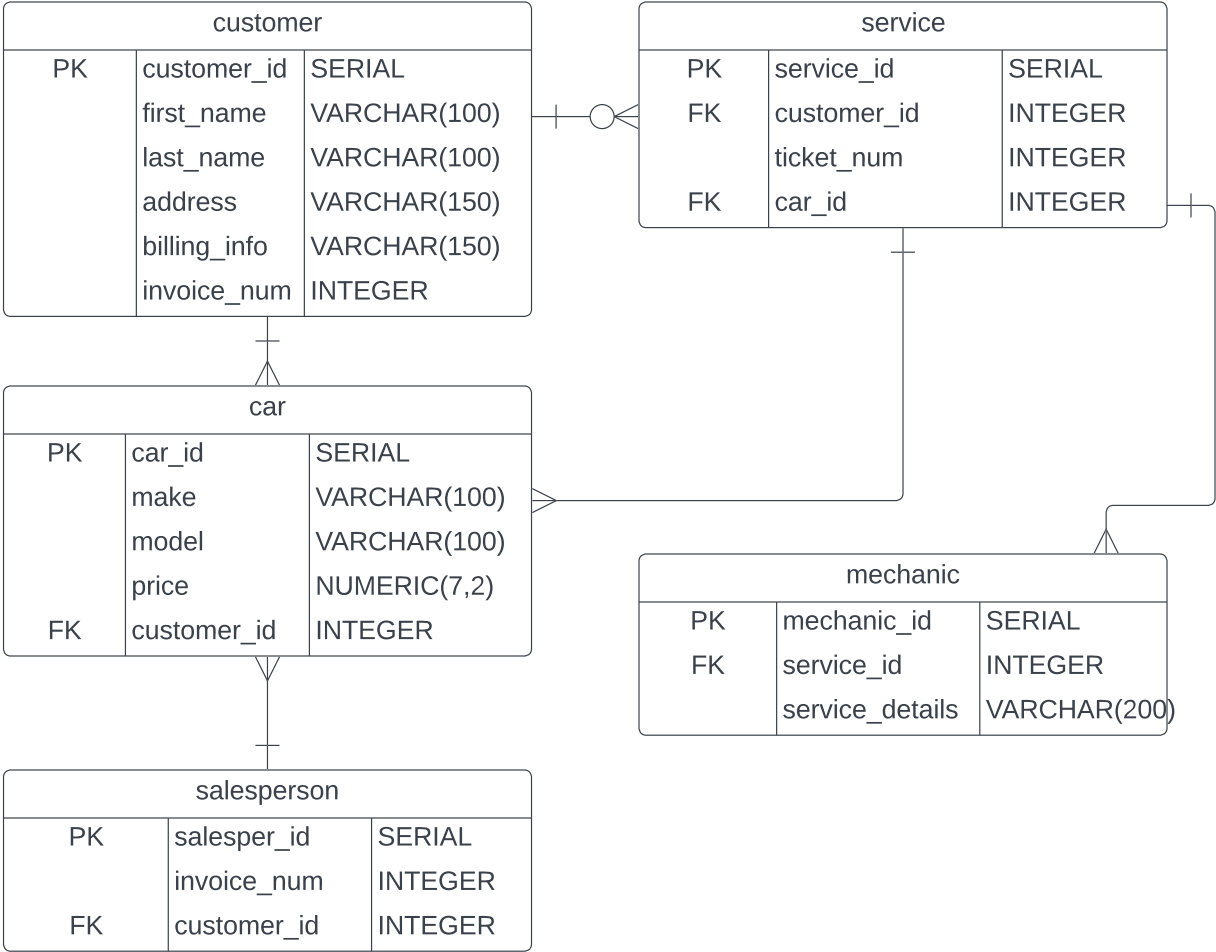 customer
PK customer_id SERIAL
first_name VARCHAR(100)
last_name VARCHAR(100)
address VARCHAR(150)
billing_info VARCHAR(150)
invoice_num INTEGER
service
PK service_id SERIAL
FK customer_id INTEGER
ticket_num INTEGER
FK car_id INTEGER
car
PK car_id SERIAL
make VARCHAR(100)
model VARCHAR(100)
price NUMERIC(7,2)
FK customer_id INTEGER
mechanic
PK mechanic_id SERIAL
FK service_id INTEGER
service_details VARCHAR(200)
salesperson
PK salesper_id SERIAL
invoice_num INTEGER
FK customer_id INTEGER